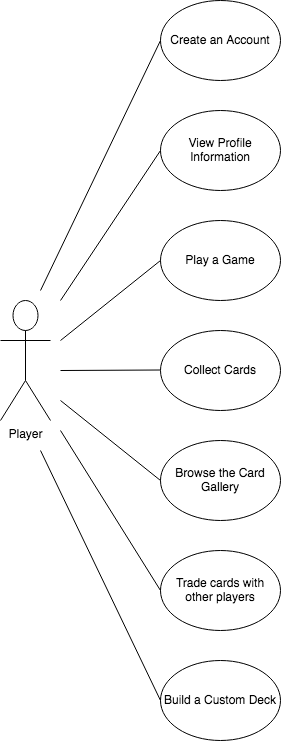 Create an Account
View Profile
Information
Play a Game
Collect Cards
Player
Browse the Card
Gallery
Trade cards with
other players
Build a Custom Deck